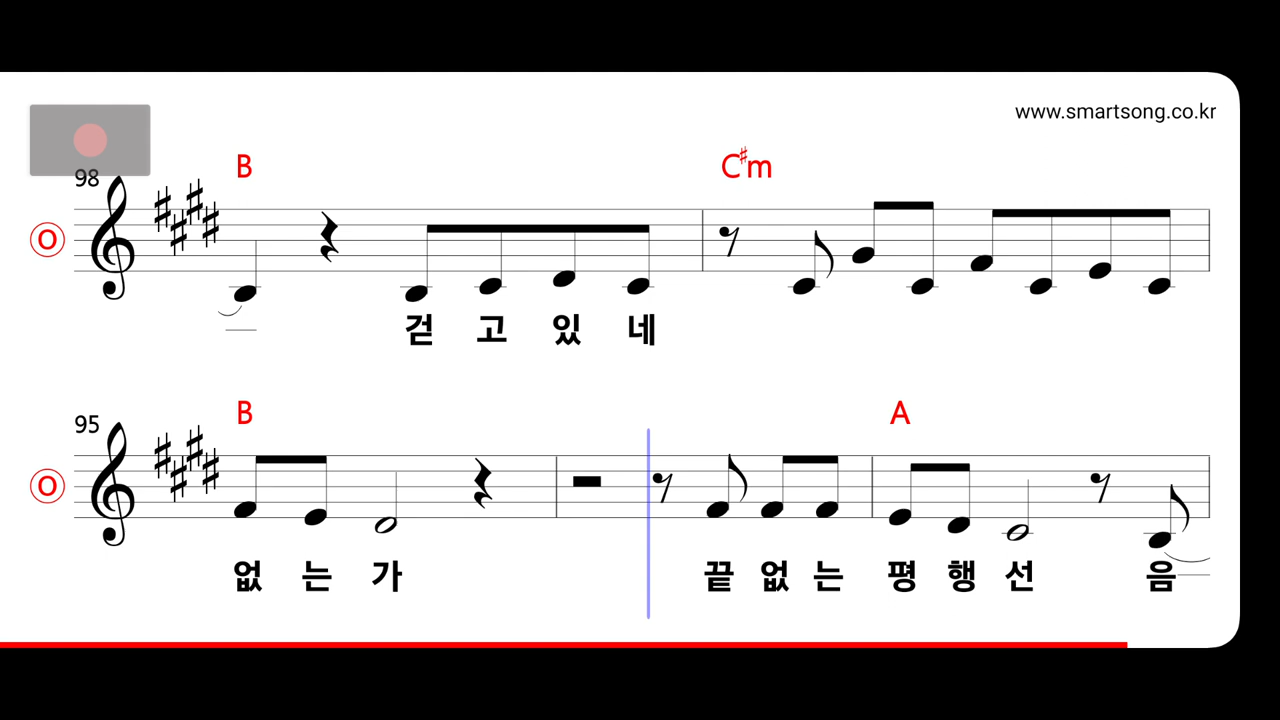 www.smartsong.co.kr
98
B C♯m
O
걷 고 있 네
95
B A
O
없 는 가 끝 없 는 평 행 선 음